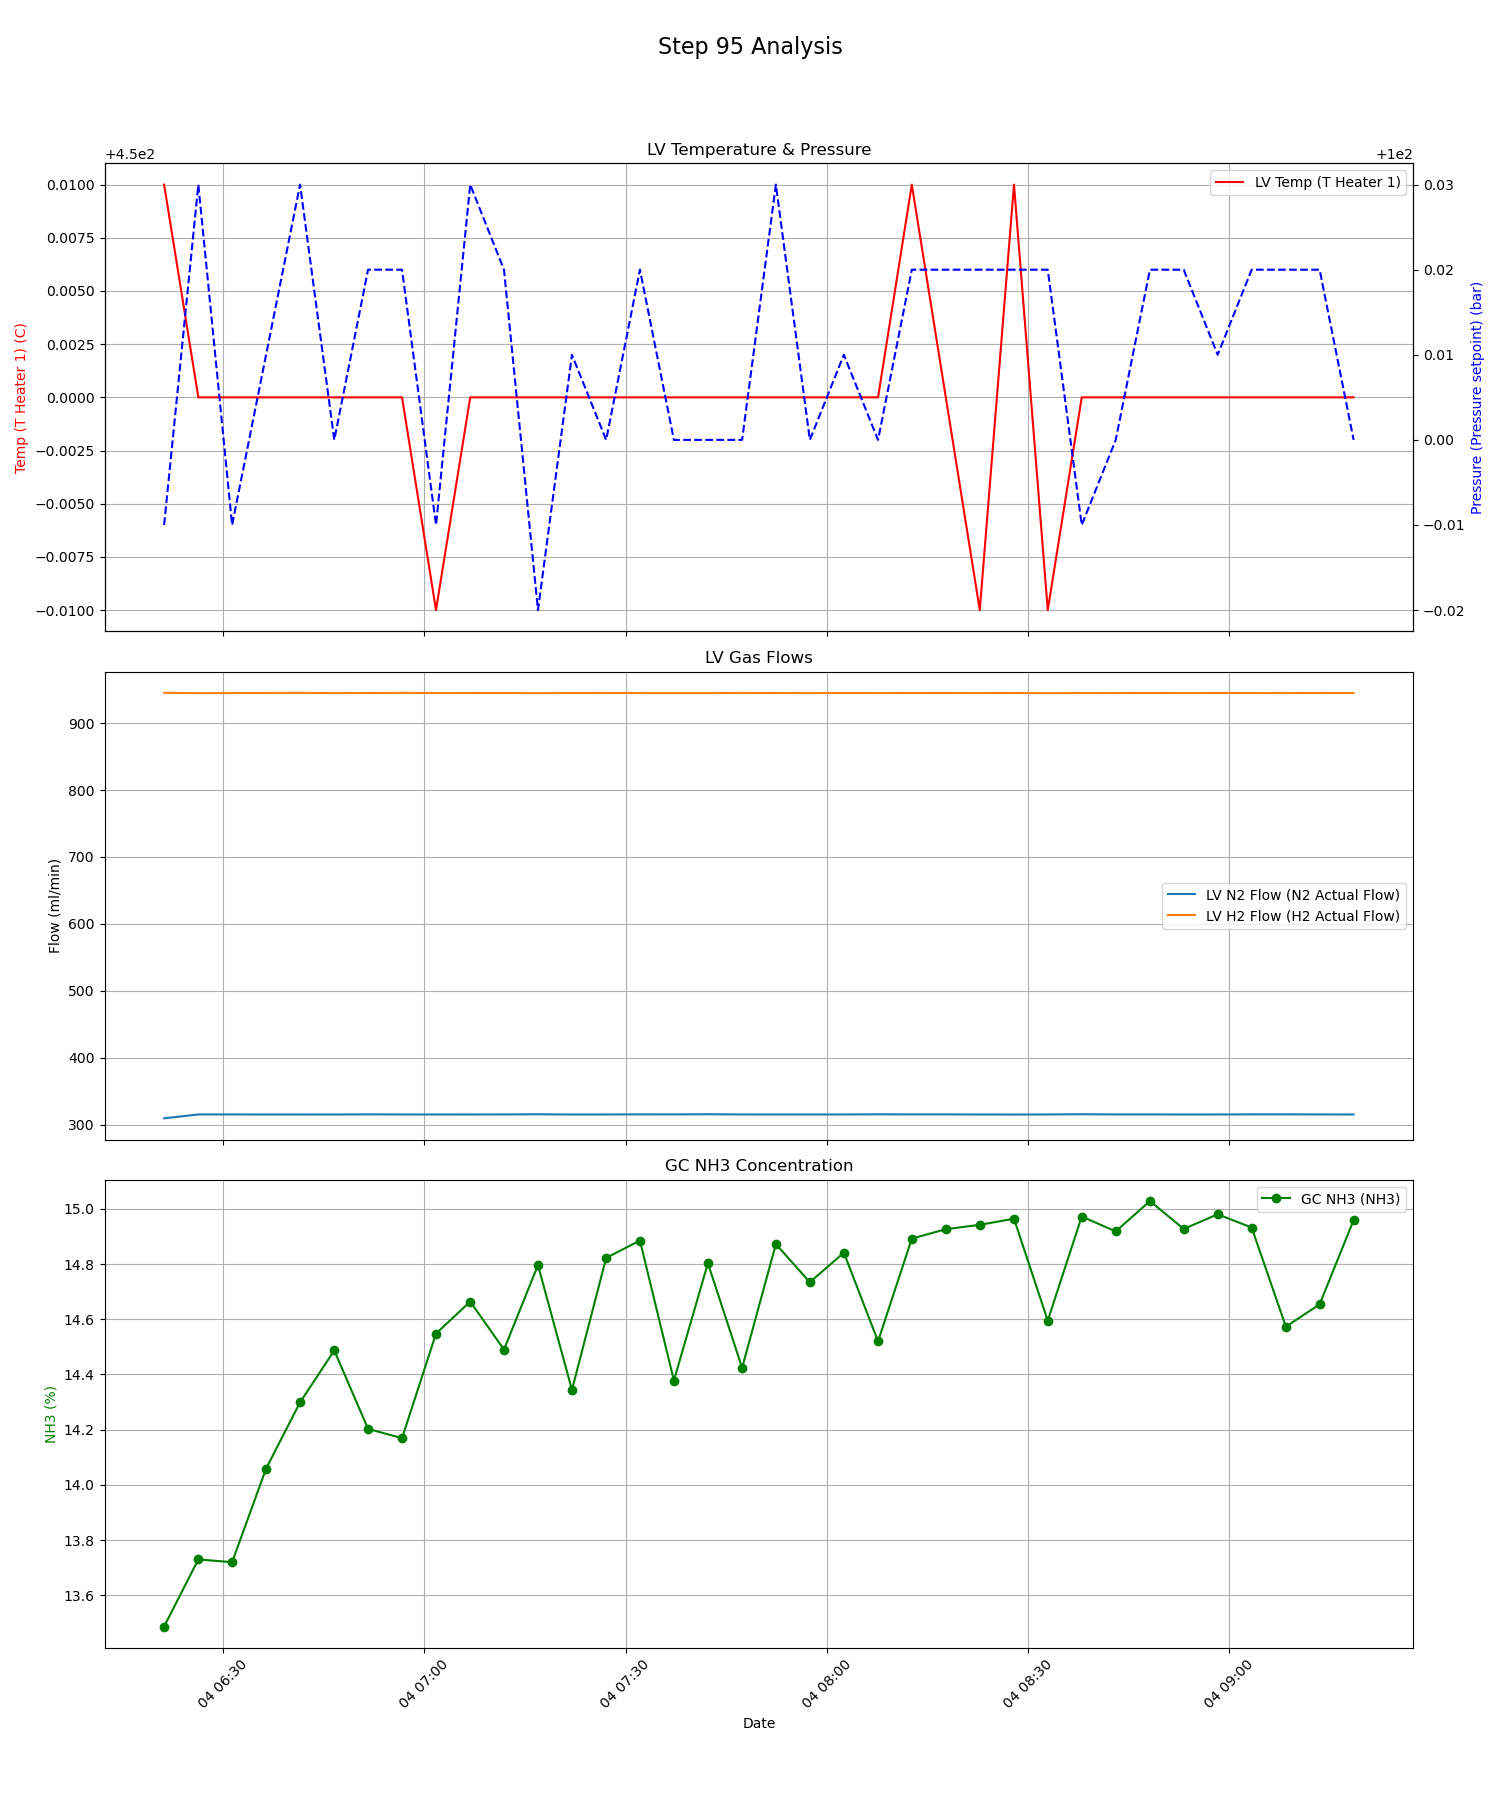 Step 95 Analysis
LV Temperature & Pressure
+4.5e2
+1e2
LV Temp (T Heater 1)
0.0100
0.0075
0.0050
0.0025
0.0000
−0.0025
−0.0050
−0.0075
−0.0100
Temp (T Heater 1) (C)
0.03
0.02
0.01
0.00
−0.01
−0.02
Pressure (Pressure setpoint) (bar)
LV Gas Flows
900
800
700
600
500
400
300
Flow (ml/min)
LV N2 Flow (N2 Actual Flow)
LV H2 Flow (H2 Actual Flow)
GC NH3 Concentration
GC NH3 (NH3)
15.0
14.8
14.6
14.4
14.2
14.0
13.8
13.6
NH3 (%)
04 06:30
04 07:00
04 07:30
04 08:00
04 08:30
04 09:00
Date